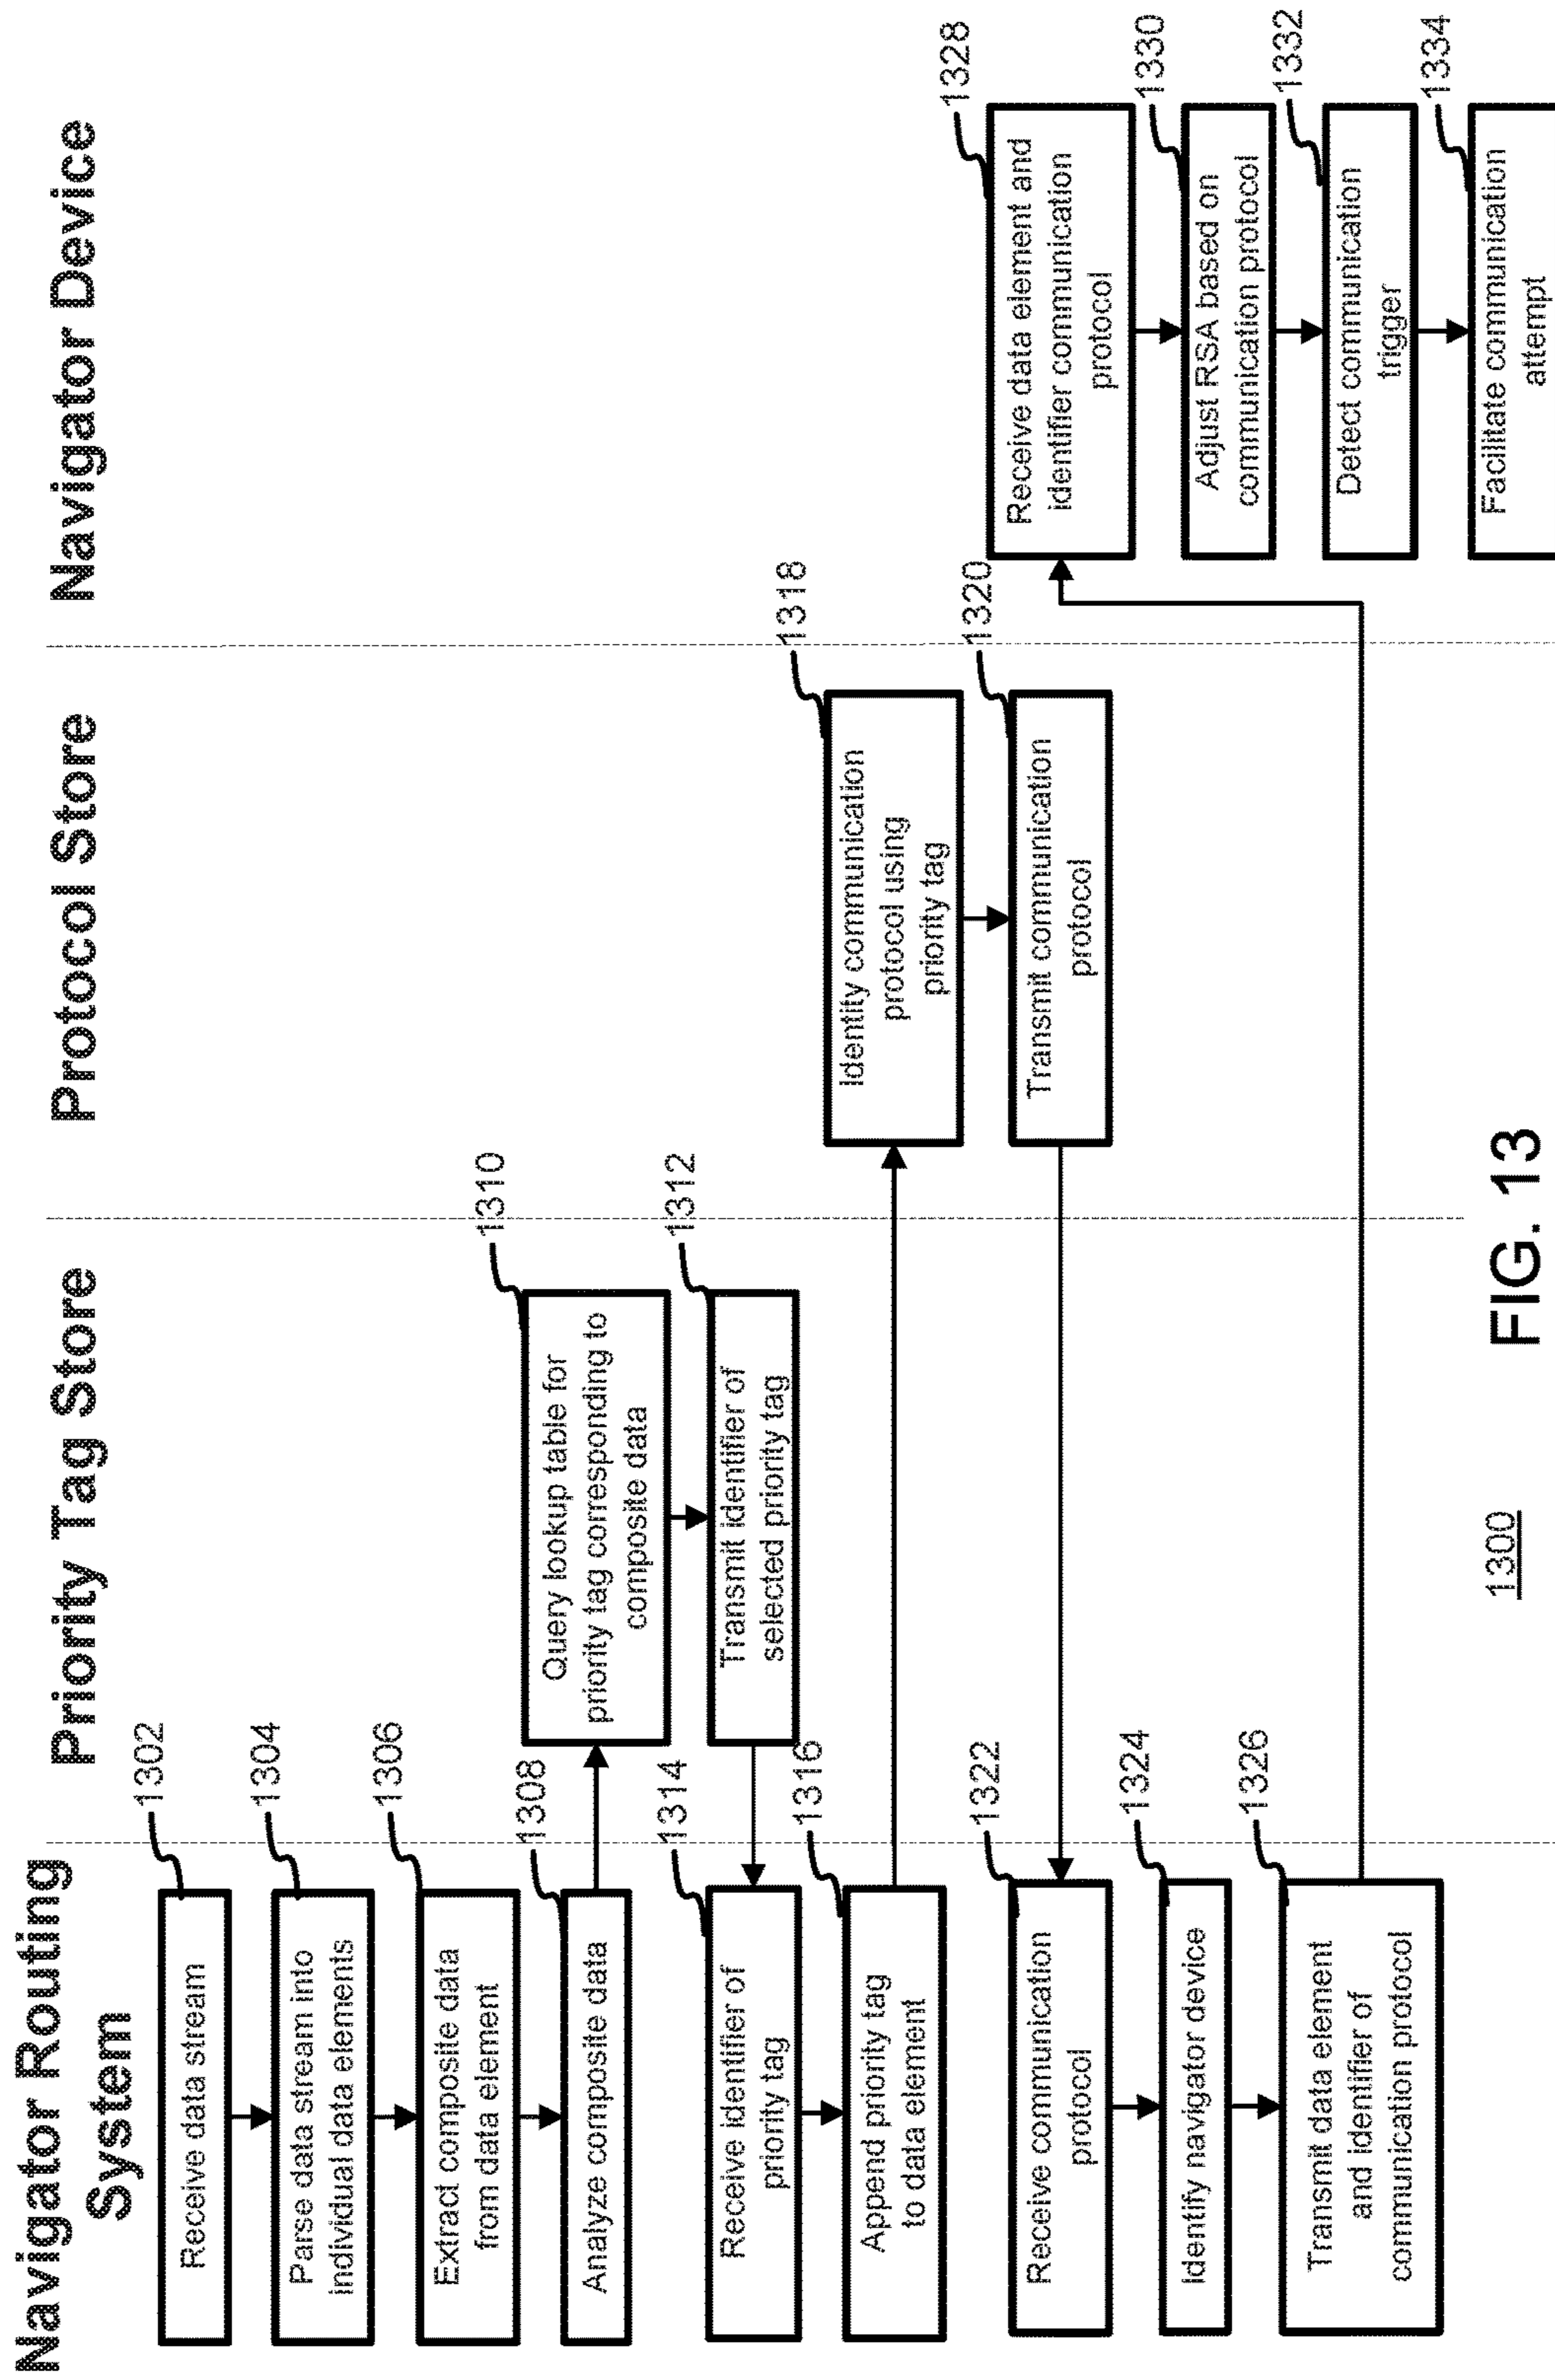 Navigator Routing
System
Priority Tag Store
Protocol Store
Navigator Device
1302
Receive data stream
1304
Parse data stream into
individual data elements
1306
Extract composite data
from data element
1308
Analyze composite data
1310
Query lookup table for
priority tag corresponding to
composite data
1312
Transmit identifier of
selected priority tag
1314
Receive identifier of
priority tag
1316
Append priority tag
to data element
1318
Identity communication
protocol using
priority tag
1320
Transmit communication
protocol
1322
Receive communication
protocol
1324
Identify navigator device
1326
Transmit data element
and identifier of
communication protocol
1328
Receive data element and
identifier communication
protocol
1330
Adjust RSA based on
communication protocol
1332
Detect communication
trigger
1334
Facilitate communication
attempt
1300
FIG. 13